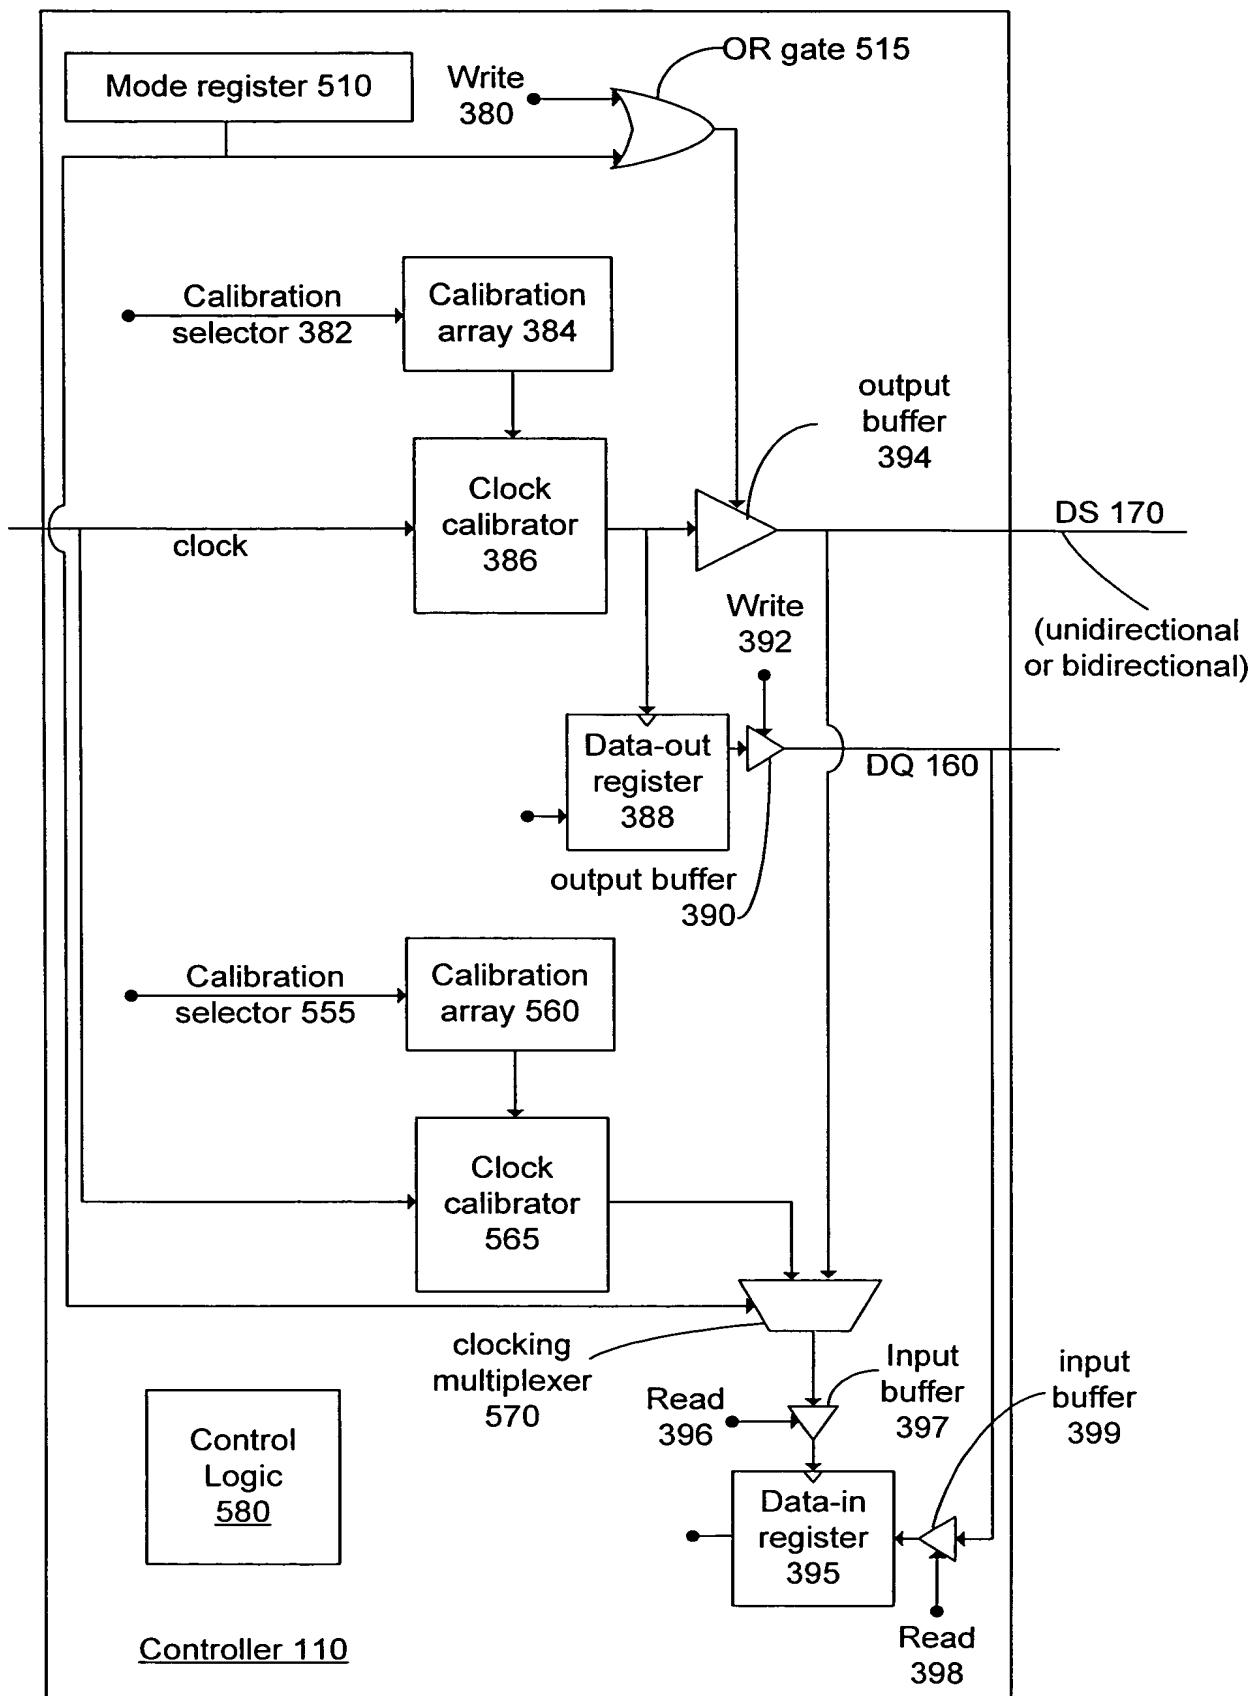 OR gate 515
Mode register 510
Write
380
Calibration
selector 382
Calibration
array 384
output
buffer
394
Clock
calibrator
386
clock
DS 170
(unidirectional
or bidirectional)
Write
392
Data-out
register
388
DQ 160
output buffer
390
Calibration
selector 555
Calibration
array 560
Clock
calibrator
565
clocking
multiplexer
570
Read
396
Input
buffer
397
input
buffer
399
Control
Logic
580
Data-in
register
395
Read
398
Controller 110